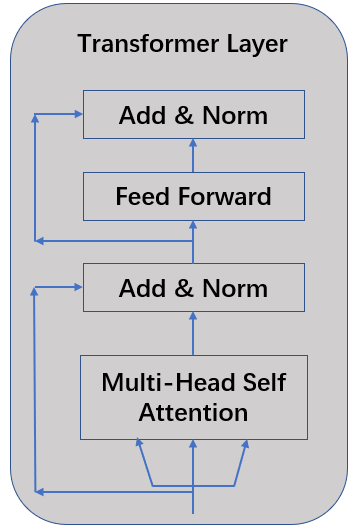 Transformer Layer
Add & Norm
Feed Forward
Add & Norm
Multi-Head Self
Attention